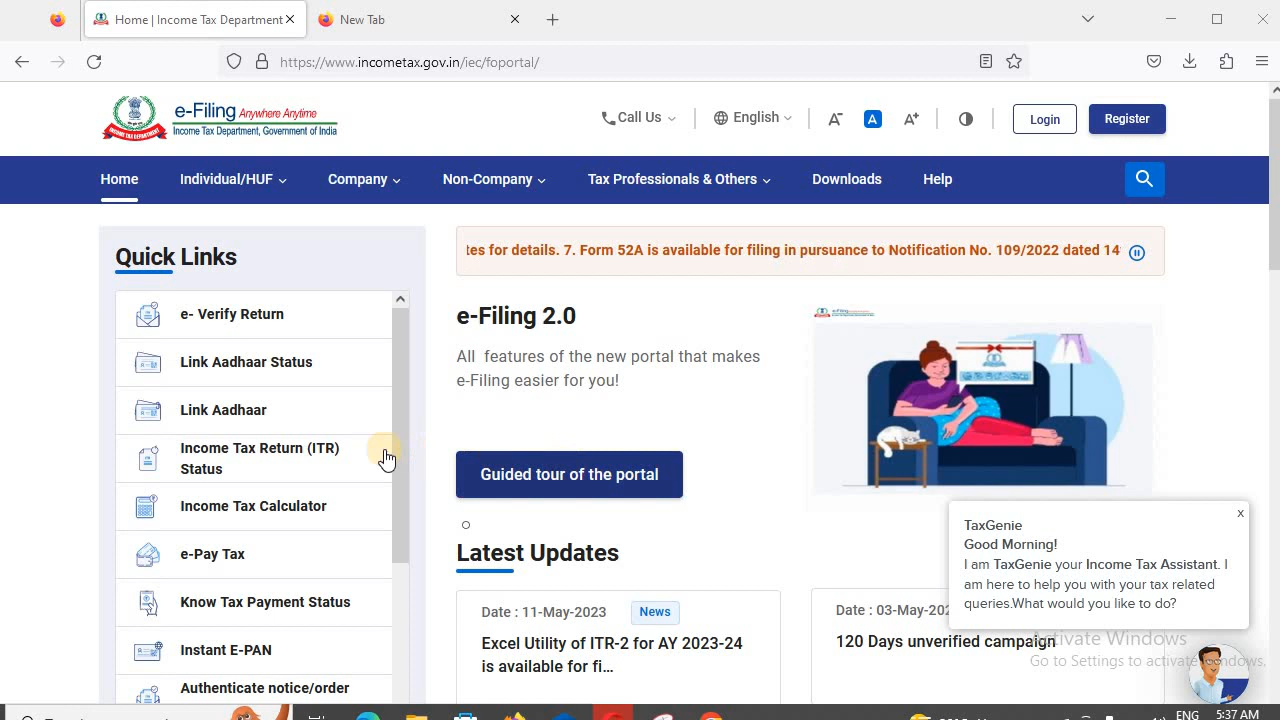 Home | Income Tax Department
New Tab
https://www.incometax.gov.in/iec/foportal/
e-Filing Anywhere Anytime
Income Tax Department, Government of India
Call Us
English
A-
A
A+
Login
Register
Home
Individual/HUF
Company
Non-Company
Tax Professionals & Others
Downloads
Help
Quick Links
e- Verify Return
Link Aadhaar Status
Link Aadhaar
Income Tax Return (ITR)
Status
Income Tax Calculator
e-Pay Tax
Know Tax Payment Status
Instant E-PAN
Authenticate notice/order
for details. 7. Form 52A is available for filing in pursuance to Notification No. 109/2022 dated 14
e-Filing 2.0
All features of the new portal that makes
e-Filing easier for you!
Guided tour of the portal
Latest Updates
Date : 11-May-2023
News
Excel Utility of ITR-2 for AY 2023-24
is available for fi...
Date : 03-May-202
120 Days unverified campaign
x
TaxGenie
Good Morning!
I am TaxGenie your Income Tax Assistant. I
am here to help you with your tax related
queries.What would you like to do?
Activate Windows
Go to Settings to activate Windows.
ENG
5:37 AM